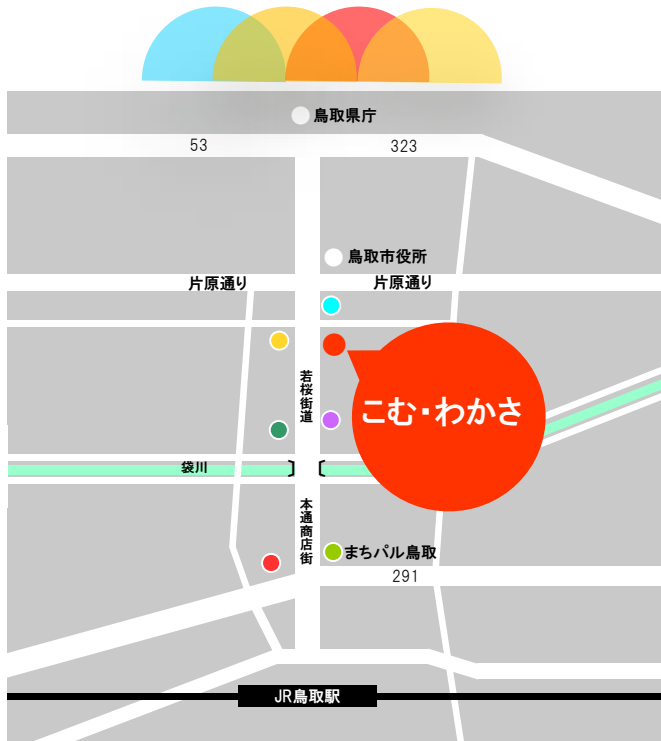 鳥取県庁
53
323
鳥取市役所
片原通り
片原通り
若桜街道
こむ・わかさ
袋川
本通商店街
まちパル鳥取
291
JR鳥取駅